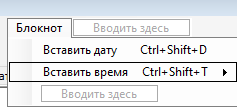 Блокнот Вводить здесь
Вставить дату Ctrl+Shift+D
Вставить время Ctrl+Shift+T
Вводить здесь